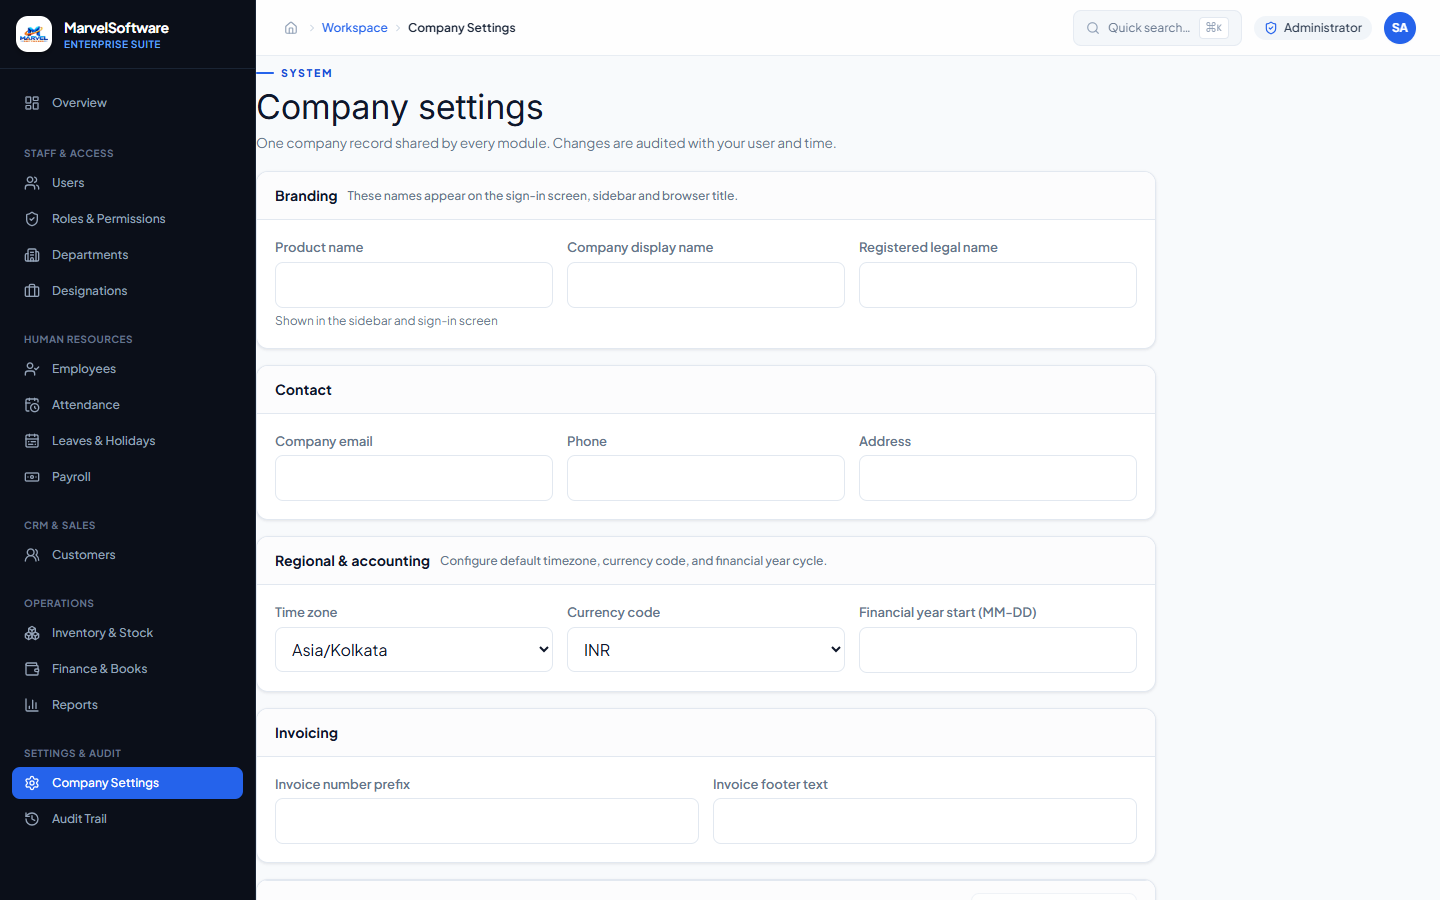 MarvelSoftware
ENTERPRISE SUITE
MARVEL
Overview
STAFF & ACCESS
Users
Roles & Permissions
Departments
Designations
HUMAN RESOURCES
Employees
Attendance
Leaves & Holidays
Payroll
CRM & SALES
Customers
OPERATIONS
Inventory & Stock
Finance & Books
Reports
SETTINGS & AUDIT
Company Settings
Audit Trail
Workspace
Company Settings
Quick search...
⌘K
Administrator
SA
SYSTEM
Company settings
One company record shared by every module. Changes are audited with your user and time.
Branding These names appear on the sign-in screen, sidebar and browser title.
Product name
Company display name
Registered legal name
Shown in the sidebar and sign-in screen
Contact
Company email
Phone
Address
Regional & accounting Configure default timezone, currency code, and financial year cycle.
Time zone
Currency code
Financial year start (MM-DD)
Asia/Kolkata
INR
Invoicing
Invoice number prefix
Invoice footer text